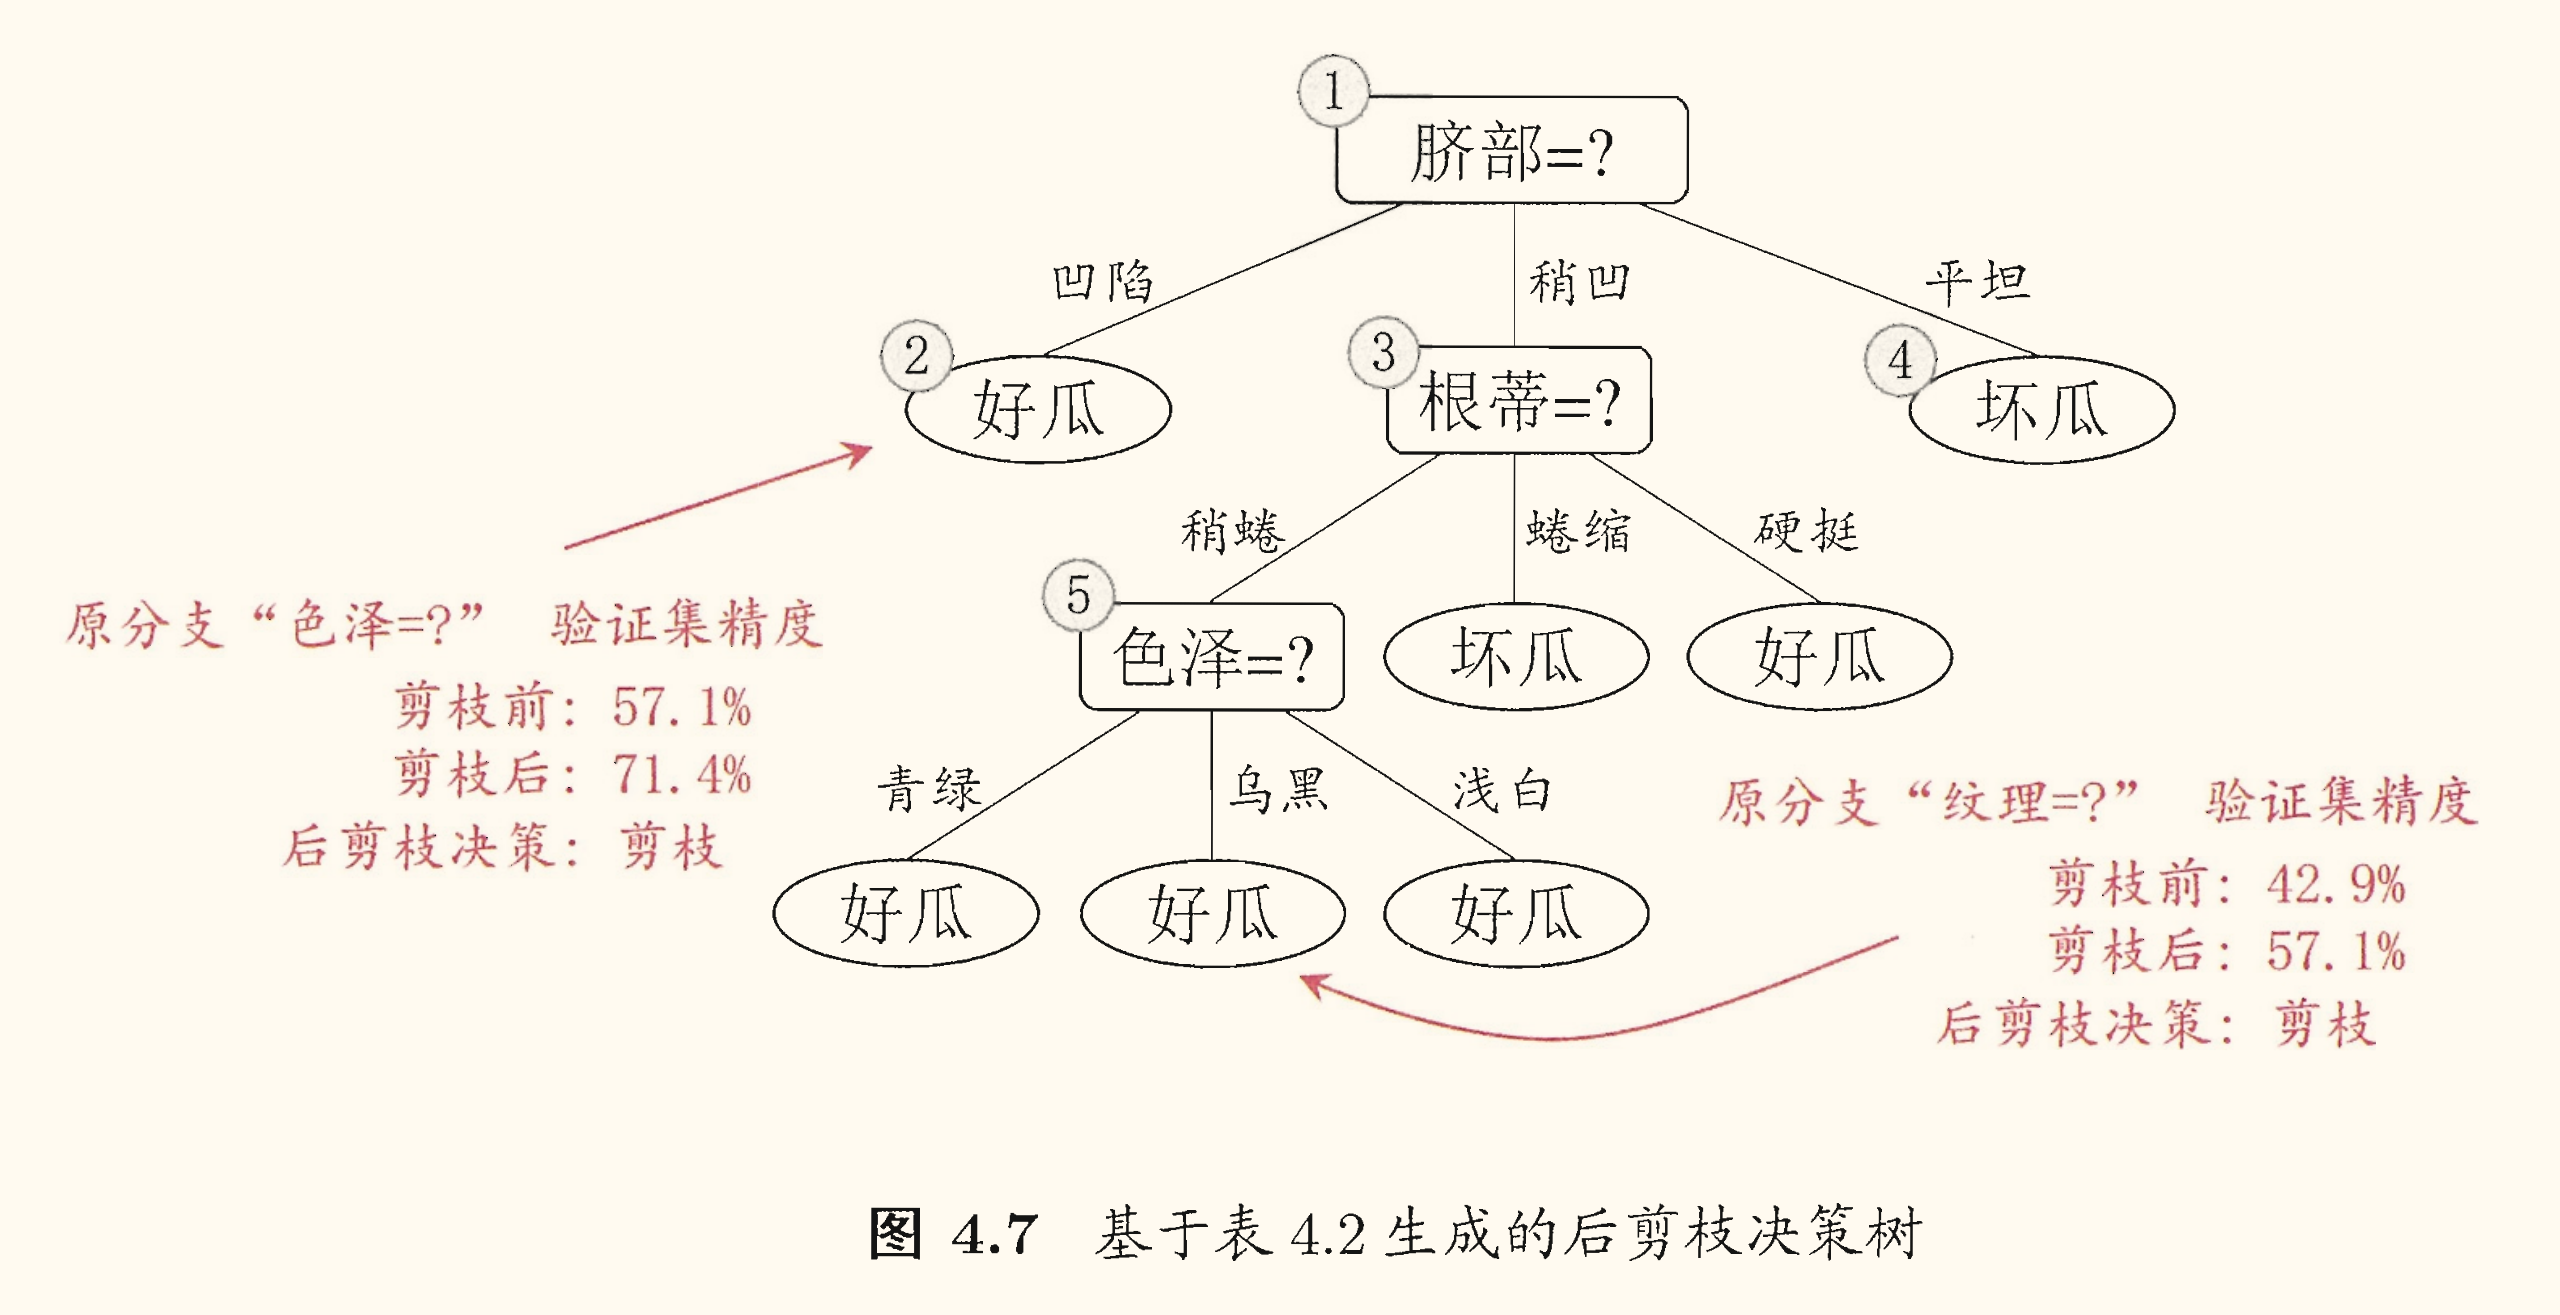 ①
脐部=?
凹陷
稍凹
平坦
②
好瓜
③
根蒂=?
④
坏瓜
稍蜷
蜷缩
硬挺
⑤
色泽=?
坏瓜
好瓜
青绿
乌黑
浅白
好瓜
好瓜
好瓜
原分支“色泽=?” 验证集精度
剪枝前: 57.1%
剪枝后: 71.4%
后剪枝决策: 剪枝
原分支“纹理=?” 验证集精度
剪枝前: 42.9%
剪枝后: 57.1%
后剪枝决策: 剪枝
图 4.7 基于表 4.2 生成的后剪枝决策树